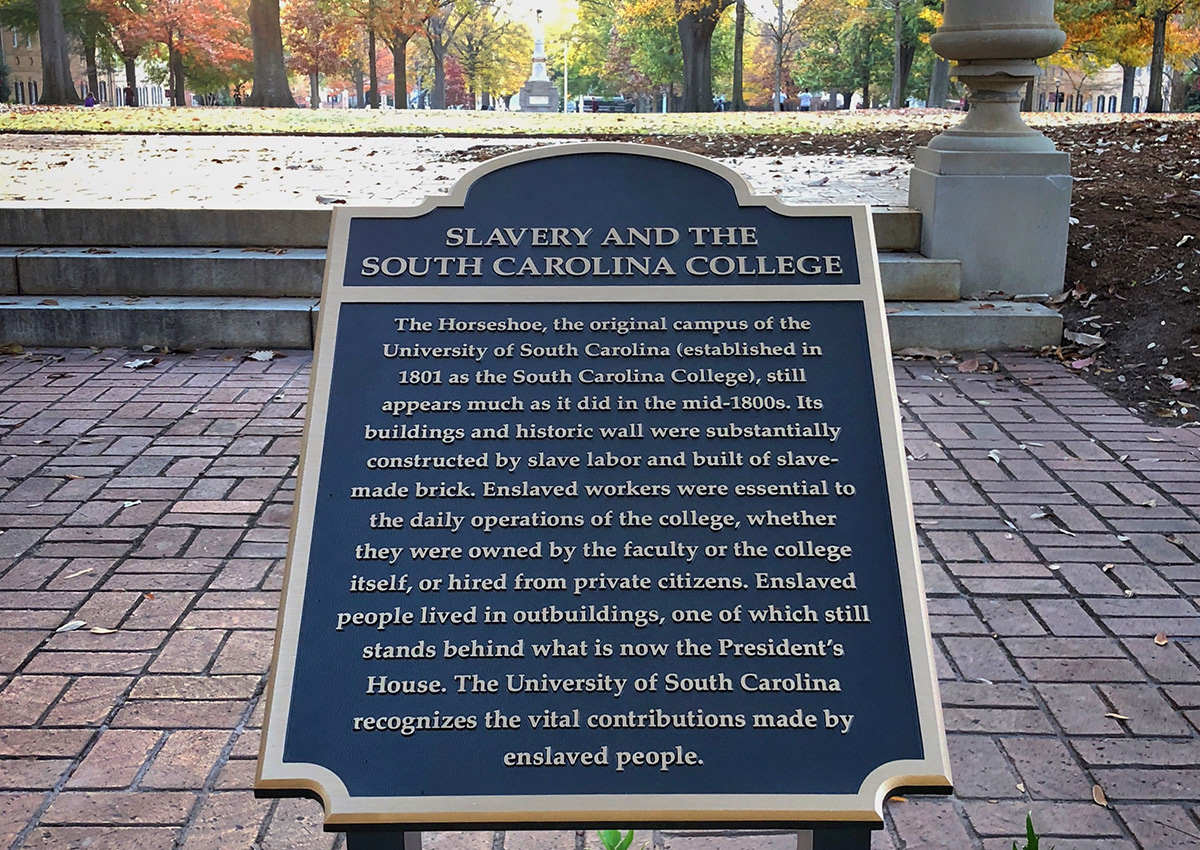 SLAVERY AND THE
SOUTH CAROLINA COLLEGE
The Horseshoe, the original campus of the
University of South Carolina (established in
1801 as the South Carolina College), still
appears much as it did in the mid-1800s. Its
buildings and historic wall were substantially
constructed by slave labor and built of slave-
made brick. Enslaved workers were essential to
the daily operations of the college, whether
they were owned by the faculty or the college
itself, or hired from private citizens. Enslaved
people lived in outbuildings, one of which still
stands behind what is now the President's
House. The University of South Carolina
recognizes the vital contributions made by
enslaved people.